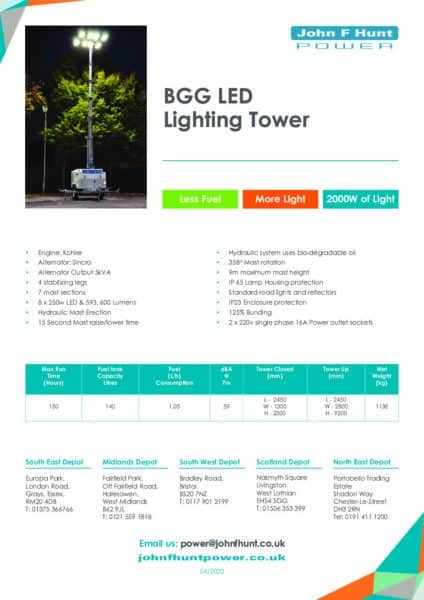 John F Hunt
POWER
BGG LED
Lighting Tower
Less Fuel
More Light
2000W of Light
Engine: Kohler
Alternator: Sincro
Alternator Output 5kVA
4 stabilising legs
7 mast sections
8 x 250w LED & 593, 600 Lumens
Hydraulic Mast Erection
15 Second Mast raise/lower time
Hydraulic system uses bio-degradable oil
358° Mast rotation
9m maximum mast height
IP 65 Lamp Housing protection
Standard road lights and reflectors
IP23 Enclosure protection
125% Bunding
2 x 220v single phase 16A Power outlet sockets
Max Run
Time
(Hours)
Fuel tank
Capacity
Litres
Fuel
(L/h)
Consumption
dBA
@
7m
Tower Closed
(mm)
Tower Up
(mm)
Wet
Weight
(kg)
150
140
1.05
59
L - 2450
W - 1300
H - 2500
L - 2450
W - 2800
H - 9200
1138
South East Depot
Europa Park,
London Road,
Grays, Essex,
RM20 4DB
T: 01375 366766
Midlands Depot
Fairfield Park,
Off Fairfield Road,
Halesowen,
West Midlands
B62 9JL
T: 0121 559 1818
South West Depot
Bradley Road,
Bristol
BS20 7NZ
T: 0117 901 2199
Scotland Depot
Nasmyth Square
Livingston
West Lothian
EH54 5GG
T: 01506 353 399
North East Depot
Portobello Trading
Estate
Shadon Way
Chester-Le-Street
DH3 2RN
Tel: 0191 411 1200
Email us: power@johnfhunt.co.uk
johnfhuntpower.co.uk
04/2020